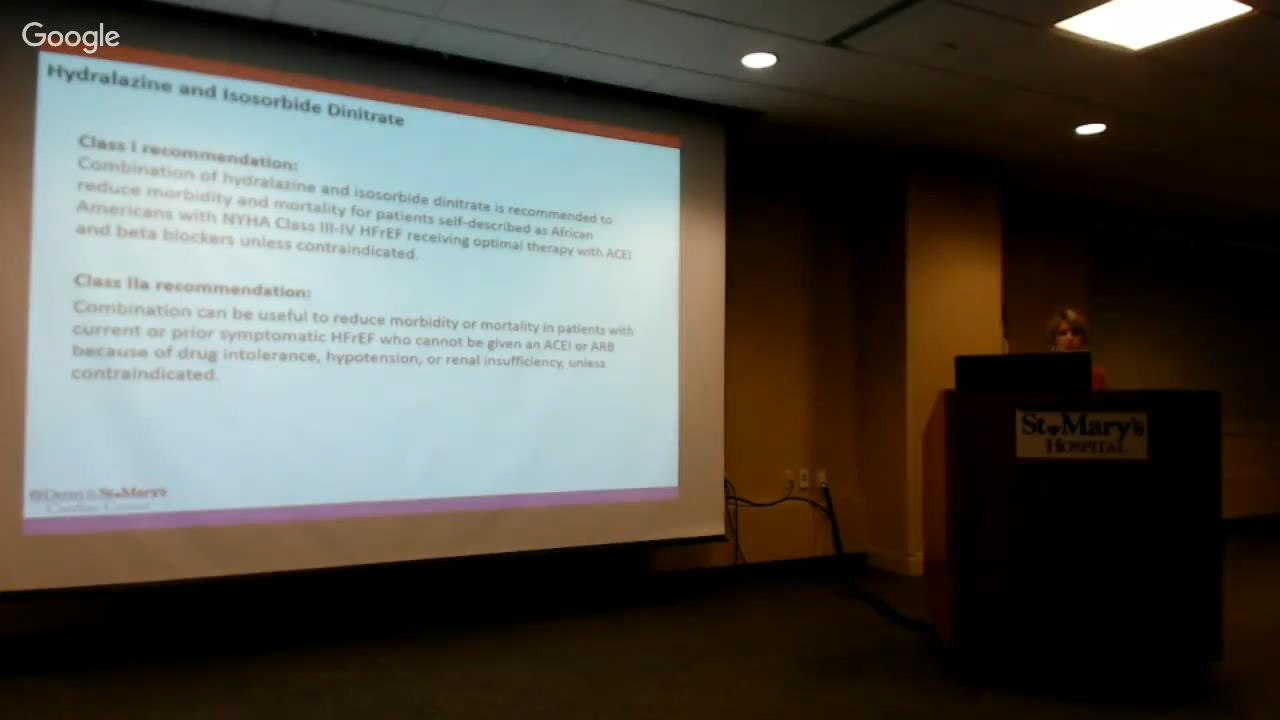 Google
Hydralazine and Isosorbide Dinitrate
Class I recommendation:
Combination of hydralazine and isosorbide dinitrate is recommended to
reduce morbidity and mortality for patients self-described as African
Americans with NYHA Class III-IV HFrEF receiving optimal therapy with ACEI
and beta blockers unless contraindicated.
Class IIa recommendation:
Combination can be useful to reduce morbidity or mortality in patients with
current or prior symptomatic HFrEF who cannot be given an ACEI or ARB
because of drug intolerance, hypotension, or renal insufficiency, unless
contraindicated.
Dean & St Mary's
St Mary's
HOSPITAL